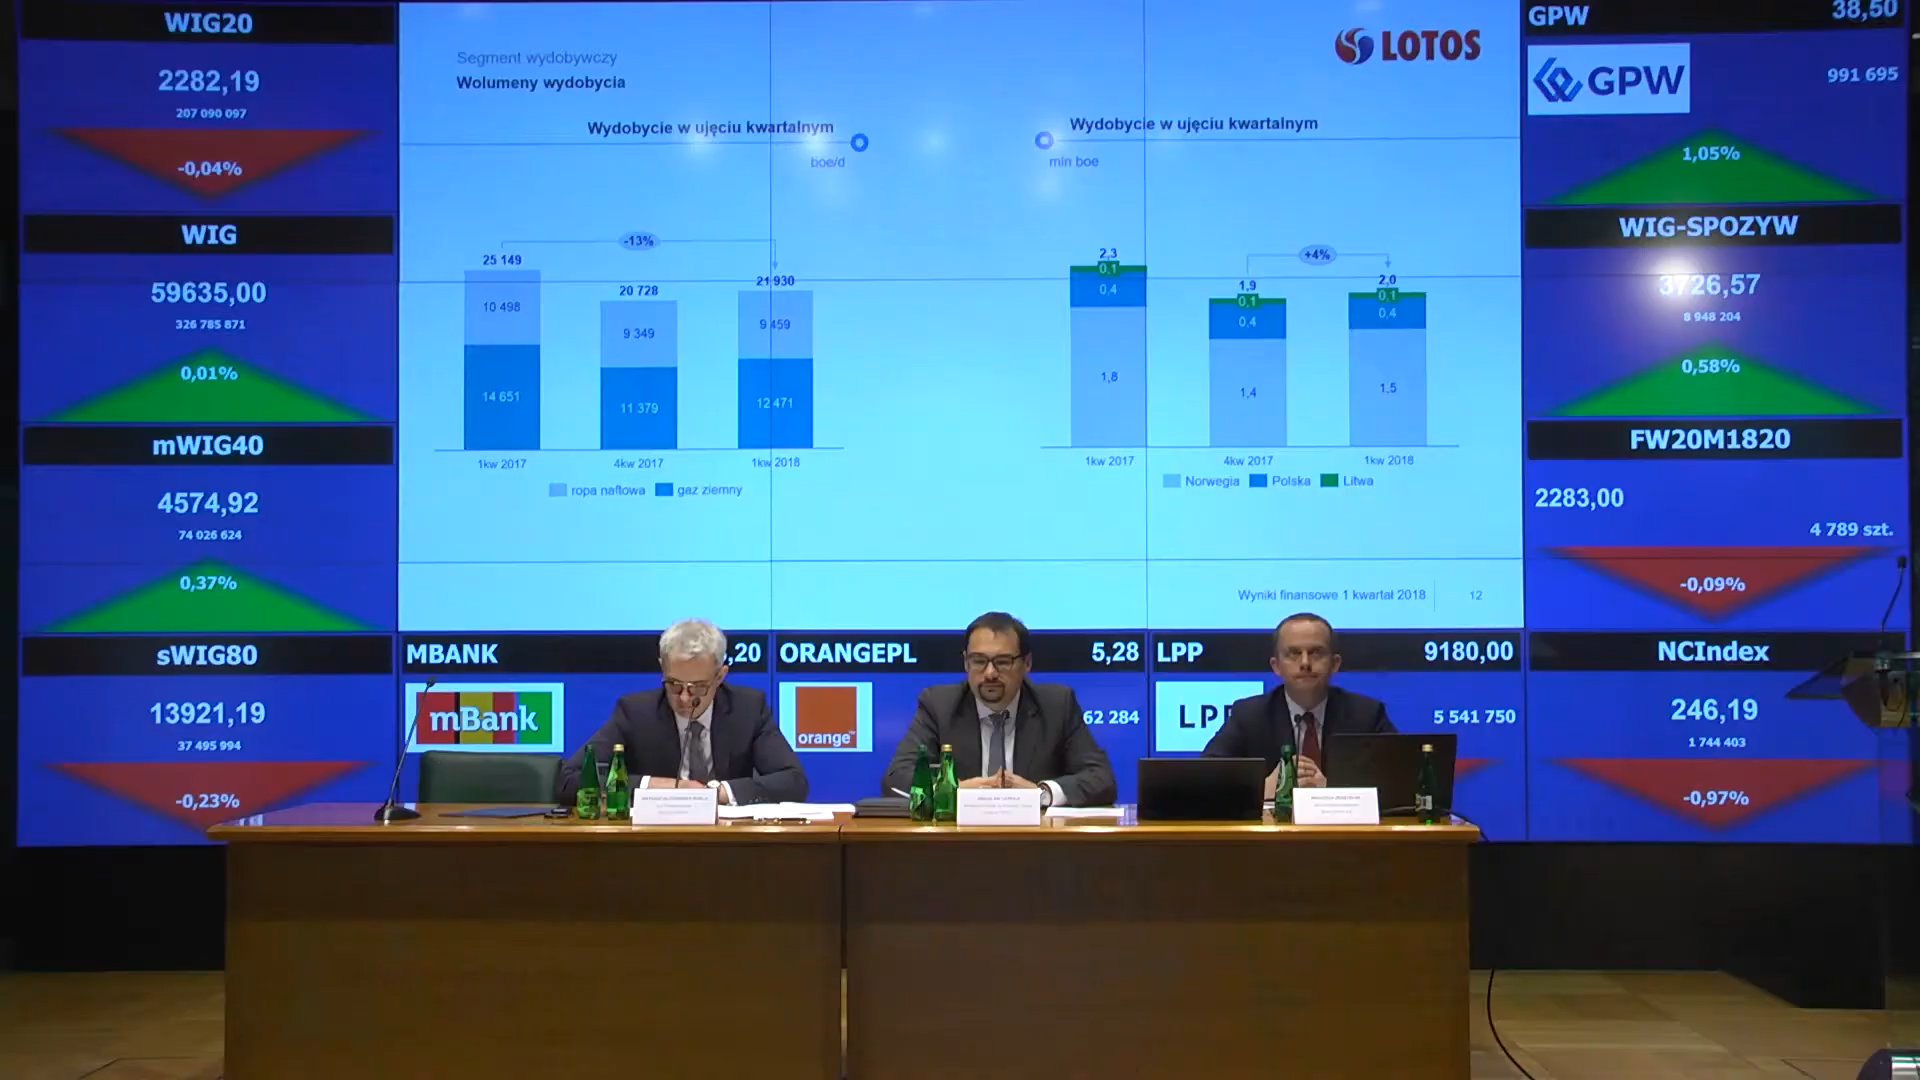 WIG20
2282,19
207 090 097
-0,04%
WIG
59635,00
326 785 871
0,01%
mWIG40
4574,92
74 026 624
0,37%
sWIG80
13921,19
37 495 994
-0,23%
Segment wydobywczy
Wolumeny wydobycia
LOTOS
Wydobycie w ujęciu kwartalnym
boe/d
-13%
25 149
20 728
21 930
10 498
9 349
9 459
14 651
11 379
12 471
1kw 2017
4kw 2017
1kw 2018
ropa naftowa
gaz ziemny
Wydobycie w ujęciu kwartalnym
mln boe
+4%
2,3
1,9
2,0
0,1
0,1
0,1
0,4
0,4
0,4
1,8
1,4
1,5
1kw 2017
4kw 2017
1kw 2018
Norwegia
Polska
Litwa
Wyniki finansowe 1 kwartał 2018
12
GPW
38,50
GPW
991 695
1,05%
WIG-SPOZYW
3726,57
8 948 204
0,58%
FW20M1820
2283,00
4 789 szt.
-0,09%
NCIndex
246,19
1 744 403
-0,97%
MBANK
,20
mBank
ORANGEPL
5,28
orange
62 284
LPP
9180,00
LPP
5 541 750